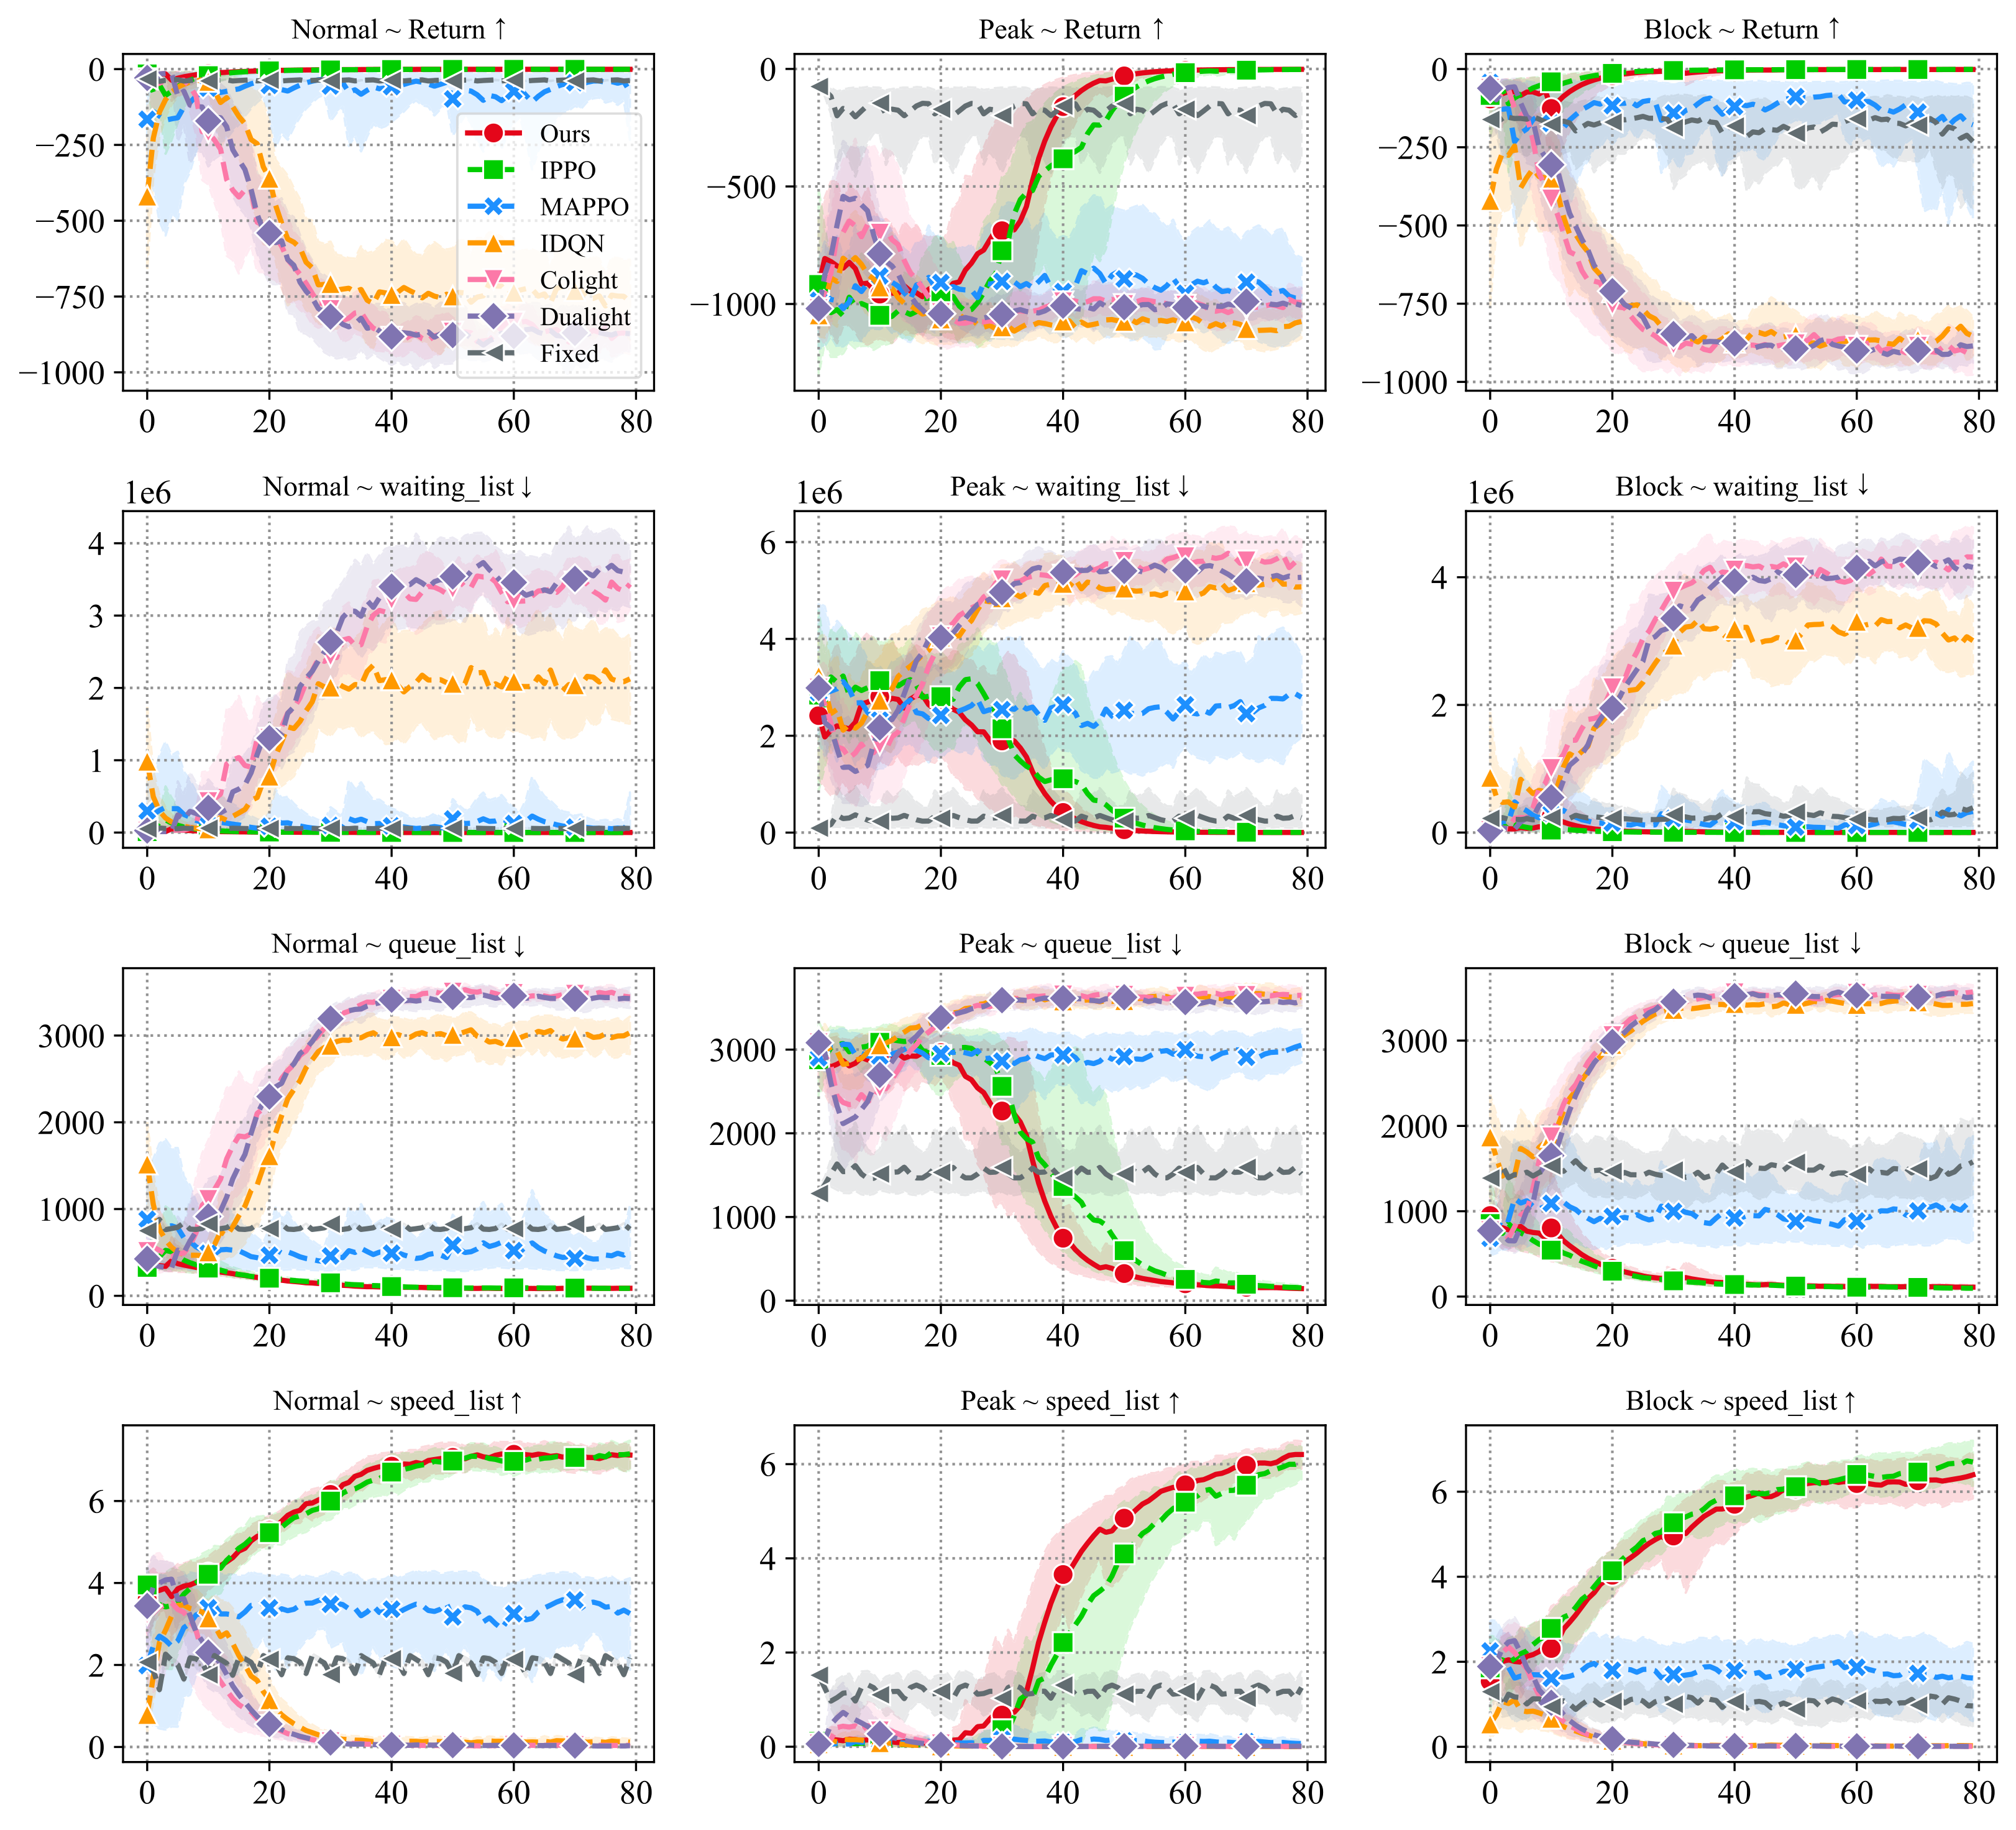 Normal ~ Return ↑
Peak ~ Return ↑
Block ~ Return ↑
0
−250
−500
−750
−1000
0 20 40 60 80
Ours
IPPO
MAPPO
IDQN
Colight
Dualight
Fixed
0
−500
−1000
0 20 40 60 80
0
−250
−500
−750
−1000
0 20 40 60 80
Normal ~ waiting_list ↓
Peak ~ waiting_list ↓
Block ~ waiting_list ↓
1e6
4
3
2
1
0
0 20 40 60 80
1e6
6
4
2
0
0 20 40 60 80
1e6
4
2
0
0 20 40 60 80
Normal ~ queue_list ↓
Peak ~ queue_list ↓
Block ~ queue_list ↓
3000
2000
1000
0
0 20 40 60 80
3000
2000
1000
0
0 20 40 60 80
3000
2000
1000
0
0 20 40 60 80
Normal ~ speed_list ↑
Peak ~ speed_list ↑
Block ~ speed_list ↑
6
4
2
0
0 20 40 60 80
6
4
2
0
0 20 40 60 80
6
4
2
0
0 20 40 60 80